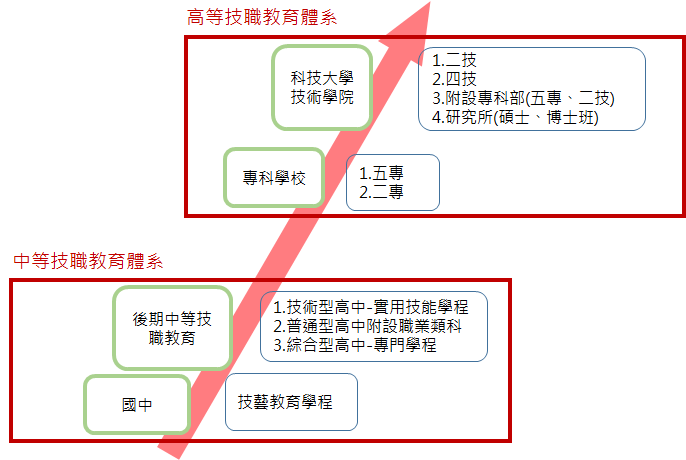 高等技職教育體系
科技大學
技術學院
1.二技
2.四技
3.附設專科部(五專、二技)
4.研究所(碩士、博士班)
專科學校
1.五專
2.二專
中等技職教育體系
後期中等技
職教育
1.技術型高中-實用技能學程
2.普通型高中附設職業類科
3.綜合型高中-專門學程
國中
技藝教育學程